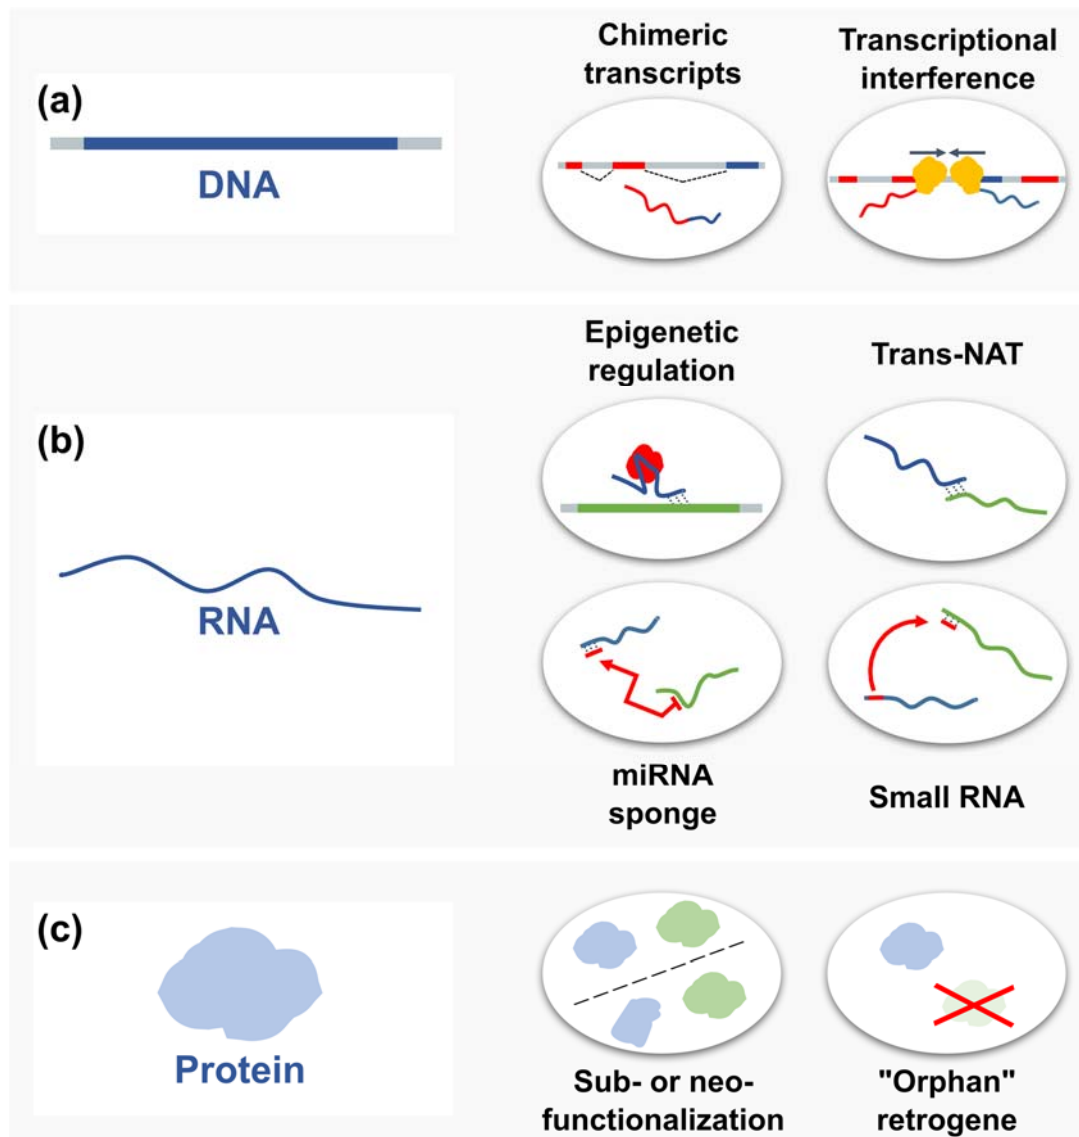 (a)
DNA
Chimeric
transcripts
Transcriptional
interference
(b)
RNA
Epigenetic
regulation
Trans-NAT
miRNA
sponge
Small RNA
(c)
Protein
Sub- or neo-
functionalization
"Orphan"
retrogene